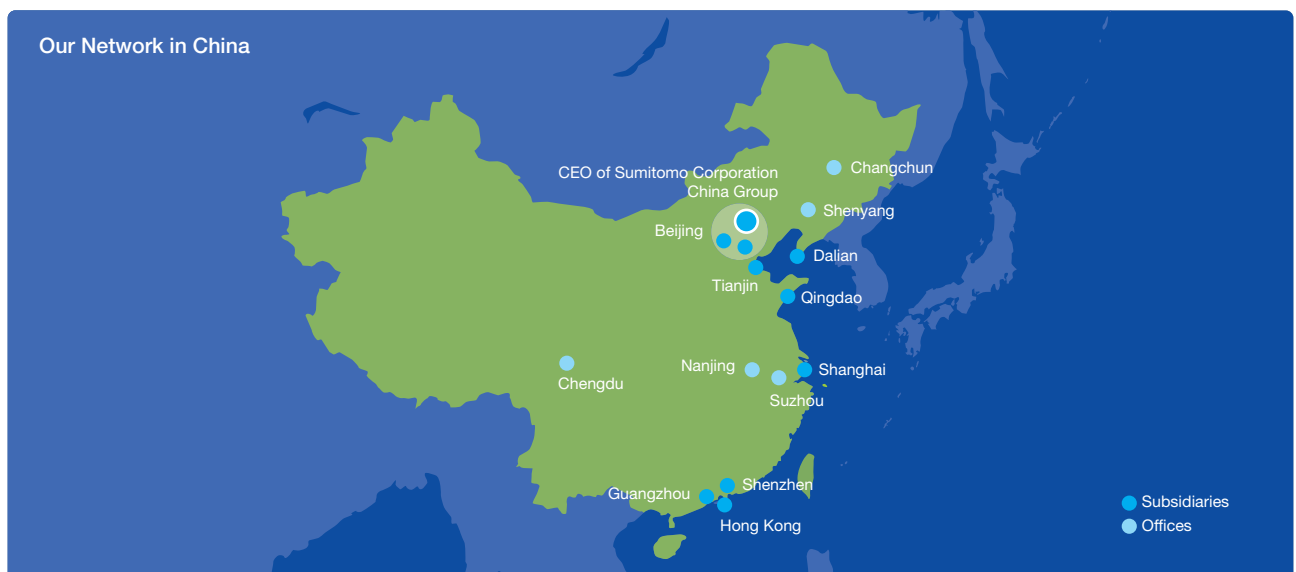 Our Network in China
CEO of Sumitomo Corporation
China Group
Changchun
Shenyang
Beijing
Dalian
Tianjin
Qingdao
Nanjing
Shanghai
Chengdu
Suzhou
Guangzhou
Shenzhen
Hong Kong
Subsidiaries
Offices